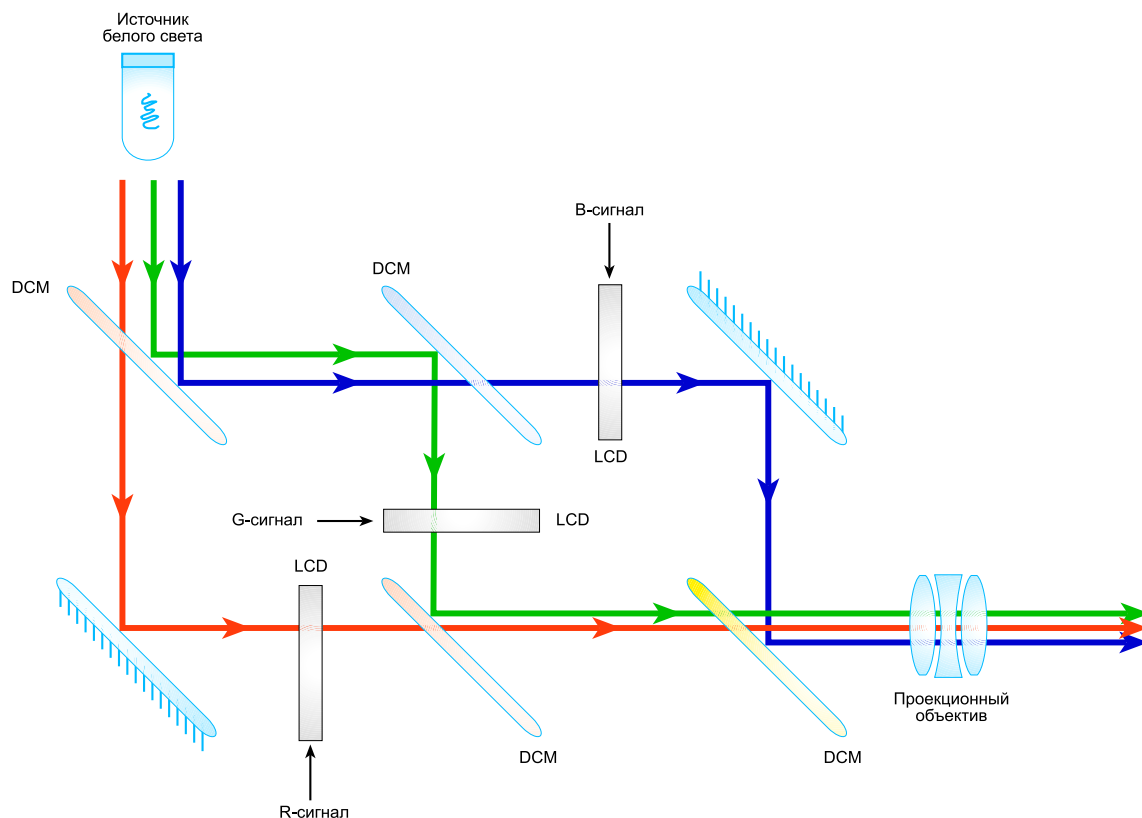 Источник
белого света
B-сигнал
DCM
DCM
LCD
G-сигнал
LCD
LCD
Проекционный
объектив
DCM
DCM
R-сигнал